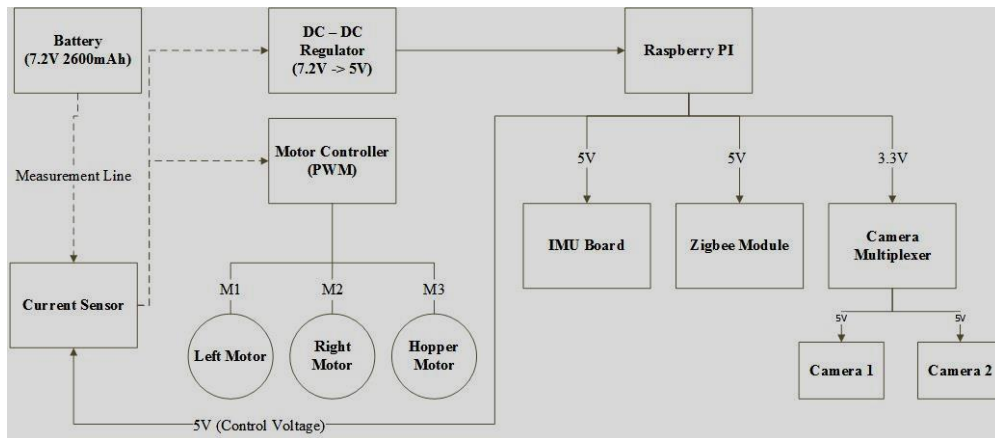 Battery
(7.2V 2600mAh)
DC – DC
Regulator
(7.2V -> 5V)
Raspberry PI
Motor Controller
(PWM)
Measurement Line
5V
5V
3.3V
IMU Board
Zigbee Module
Camera
Multiplexer
Current Sensor
M1
M2
M3
Left Motor
Right
Motor
Hopper
Motor
5V
5V
Camera 1
Camera 2
5V (Control Voltage)